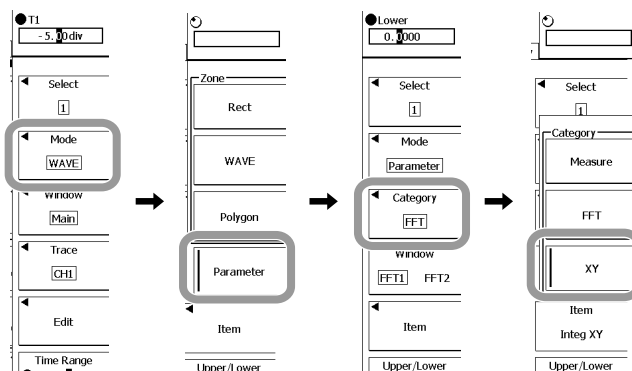 T1
-5.00div
Select
1
Mode
WAVE
Window
Main
Trace
CH1
Edit
Time Range
Zone
Rect
WAVE
Polygon
Parameter
Item
Upper/Lower
Lower
0.0000
Select
1
Mode
Parameter
Category
FFT
Window
FFT1 FFT2
Item
Upper/Lower
Select
1
Category
Measure
FFT
XY
Item
Integ XY
Upper/Lower